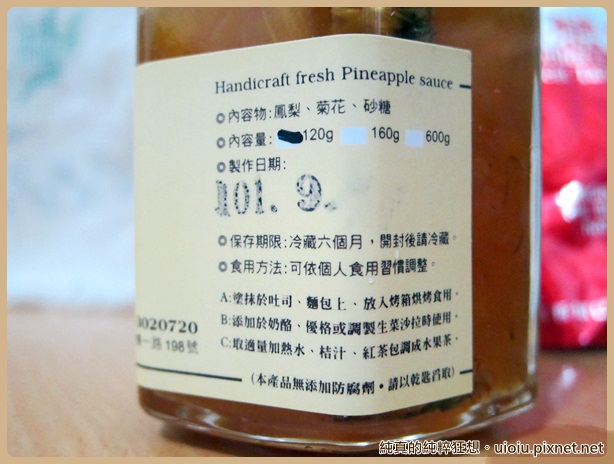 Handicraft fresh Pineapple sauce
內容物:鳳梨、菊花、砂糖
內容量: 120g 160g 600g
製作日期:
101. 9.
保存期限:冷藏六個月，開封後請冷藏。
食用方法:可依個人食用習慣調整。
A:塗抹於吐司、麵包上、放入烤箱烘烤食用。
B:添加於奶酪、優格或調製生菜沙拉時使用。
C:取適量加熱水、桔汁、紅茶包調成水果茶。
(本產品無添加防腐劑，請以乾匙舀取)
0020720
一路198號
純真的純粹狂想。uioiu.pixnet.net